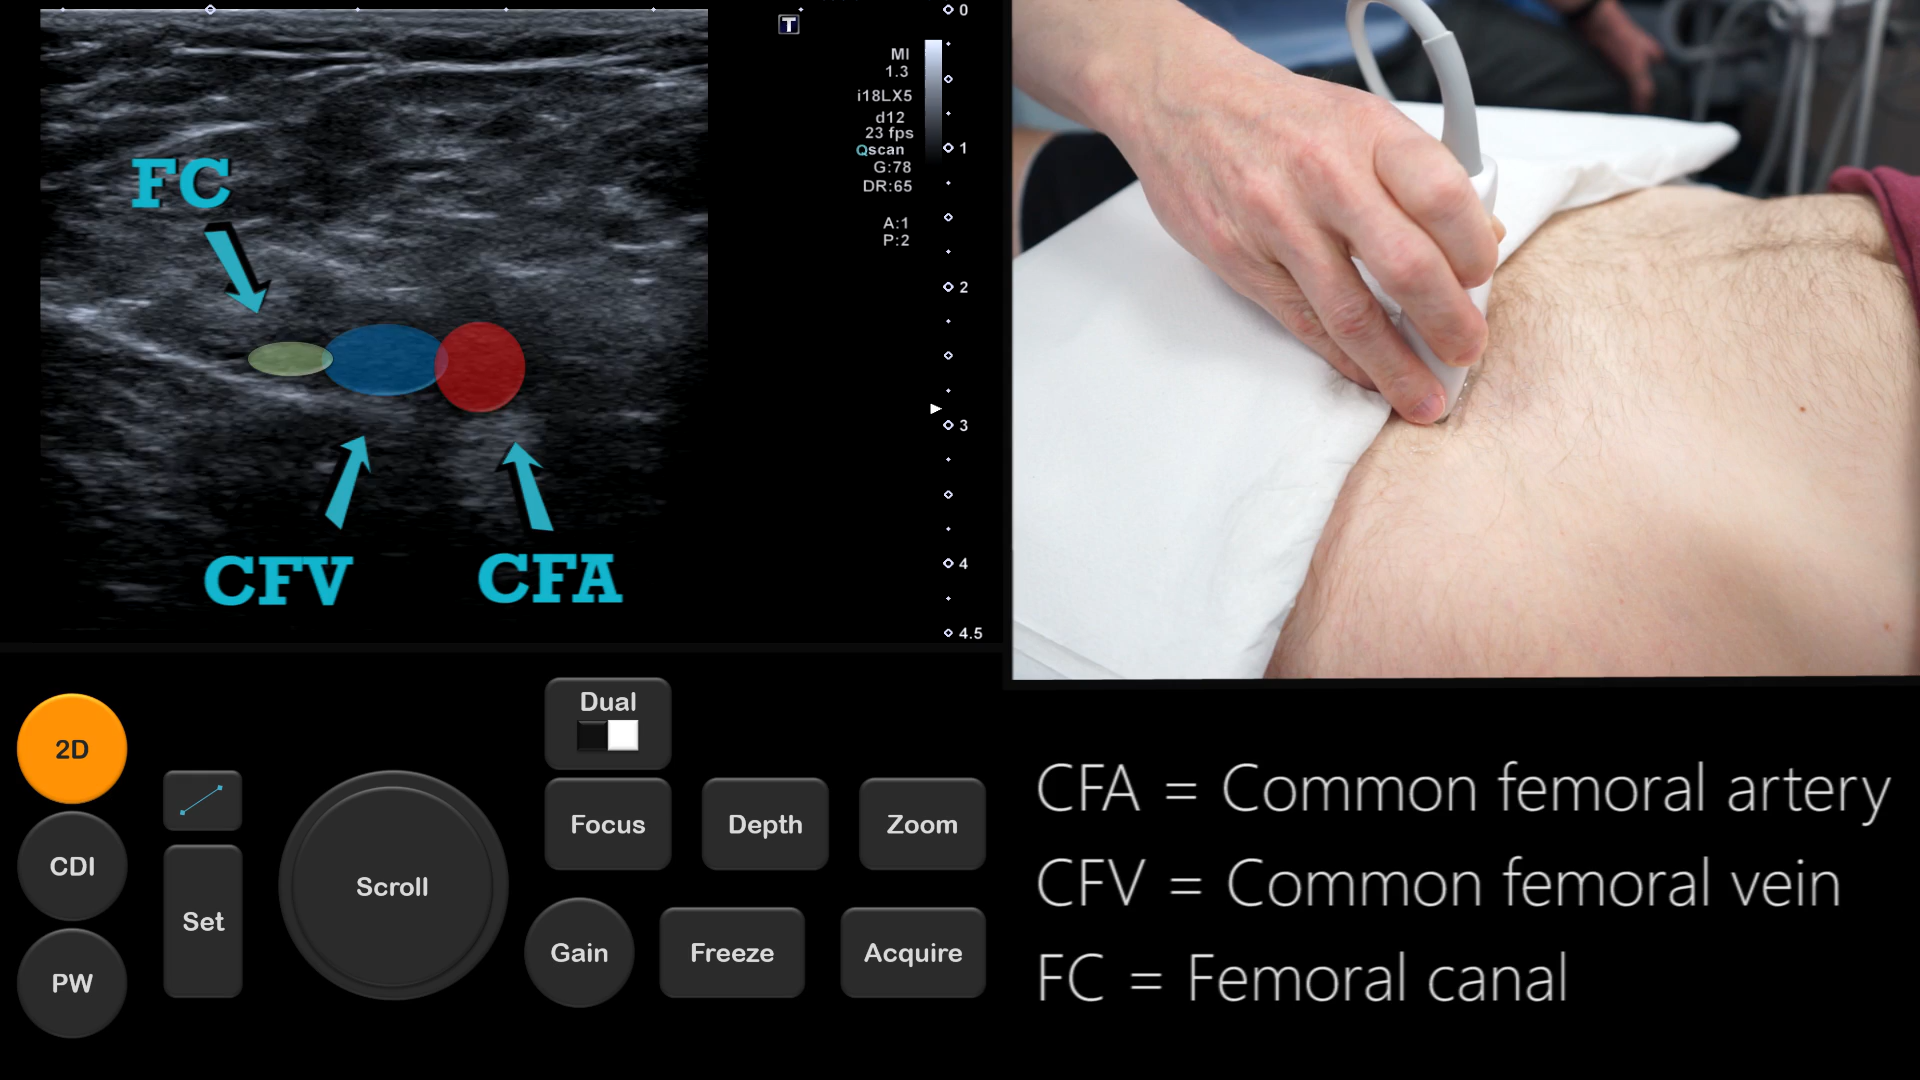 T
0
MI
1.3
i18LX5
d12
23 fps
Qscan
G:78
DR:65
A:1
P:2
1
2
3
4
4.5
FC
CFV
CFA
2D
CDI
PW
Set
Scroll
Dual
Focus
Depth
Zoom
Gain
Freeze
Acquire
CFA = Common femoral artery
CFV = Common femoral vein
FC = Femoral canal